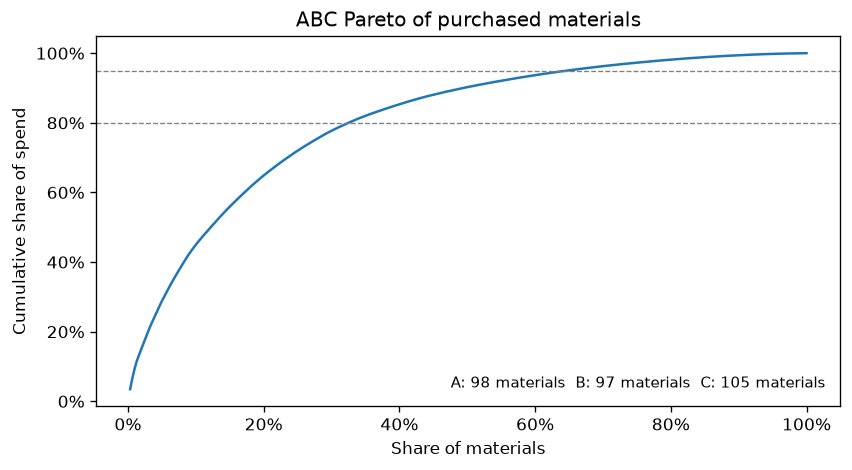 ABC Pareto of purchased materials
100%
80%
60%
40%
20%
0%
Cumulative share of spend
A: 98 materials  B: 97 materials  C: 105 materials
0% 20% 40% 60% 80% 100%
Share of materials